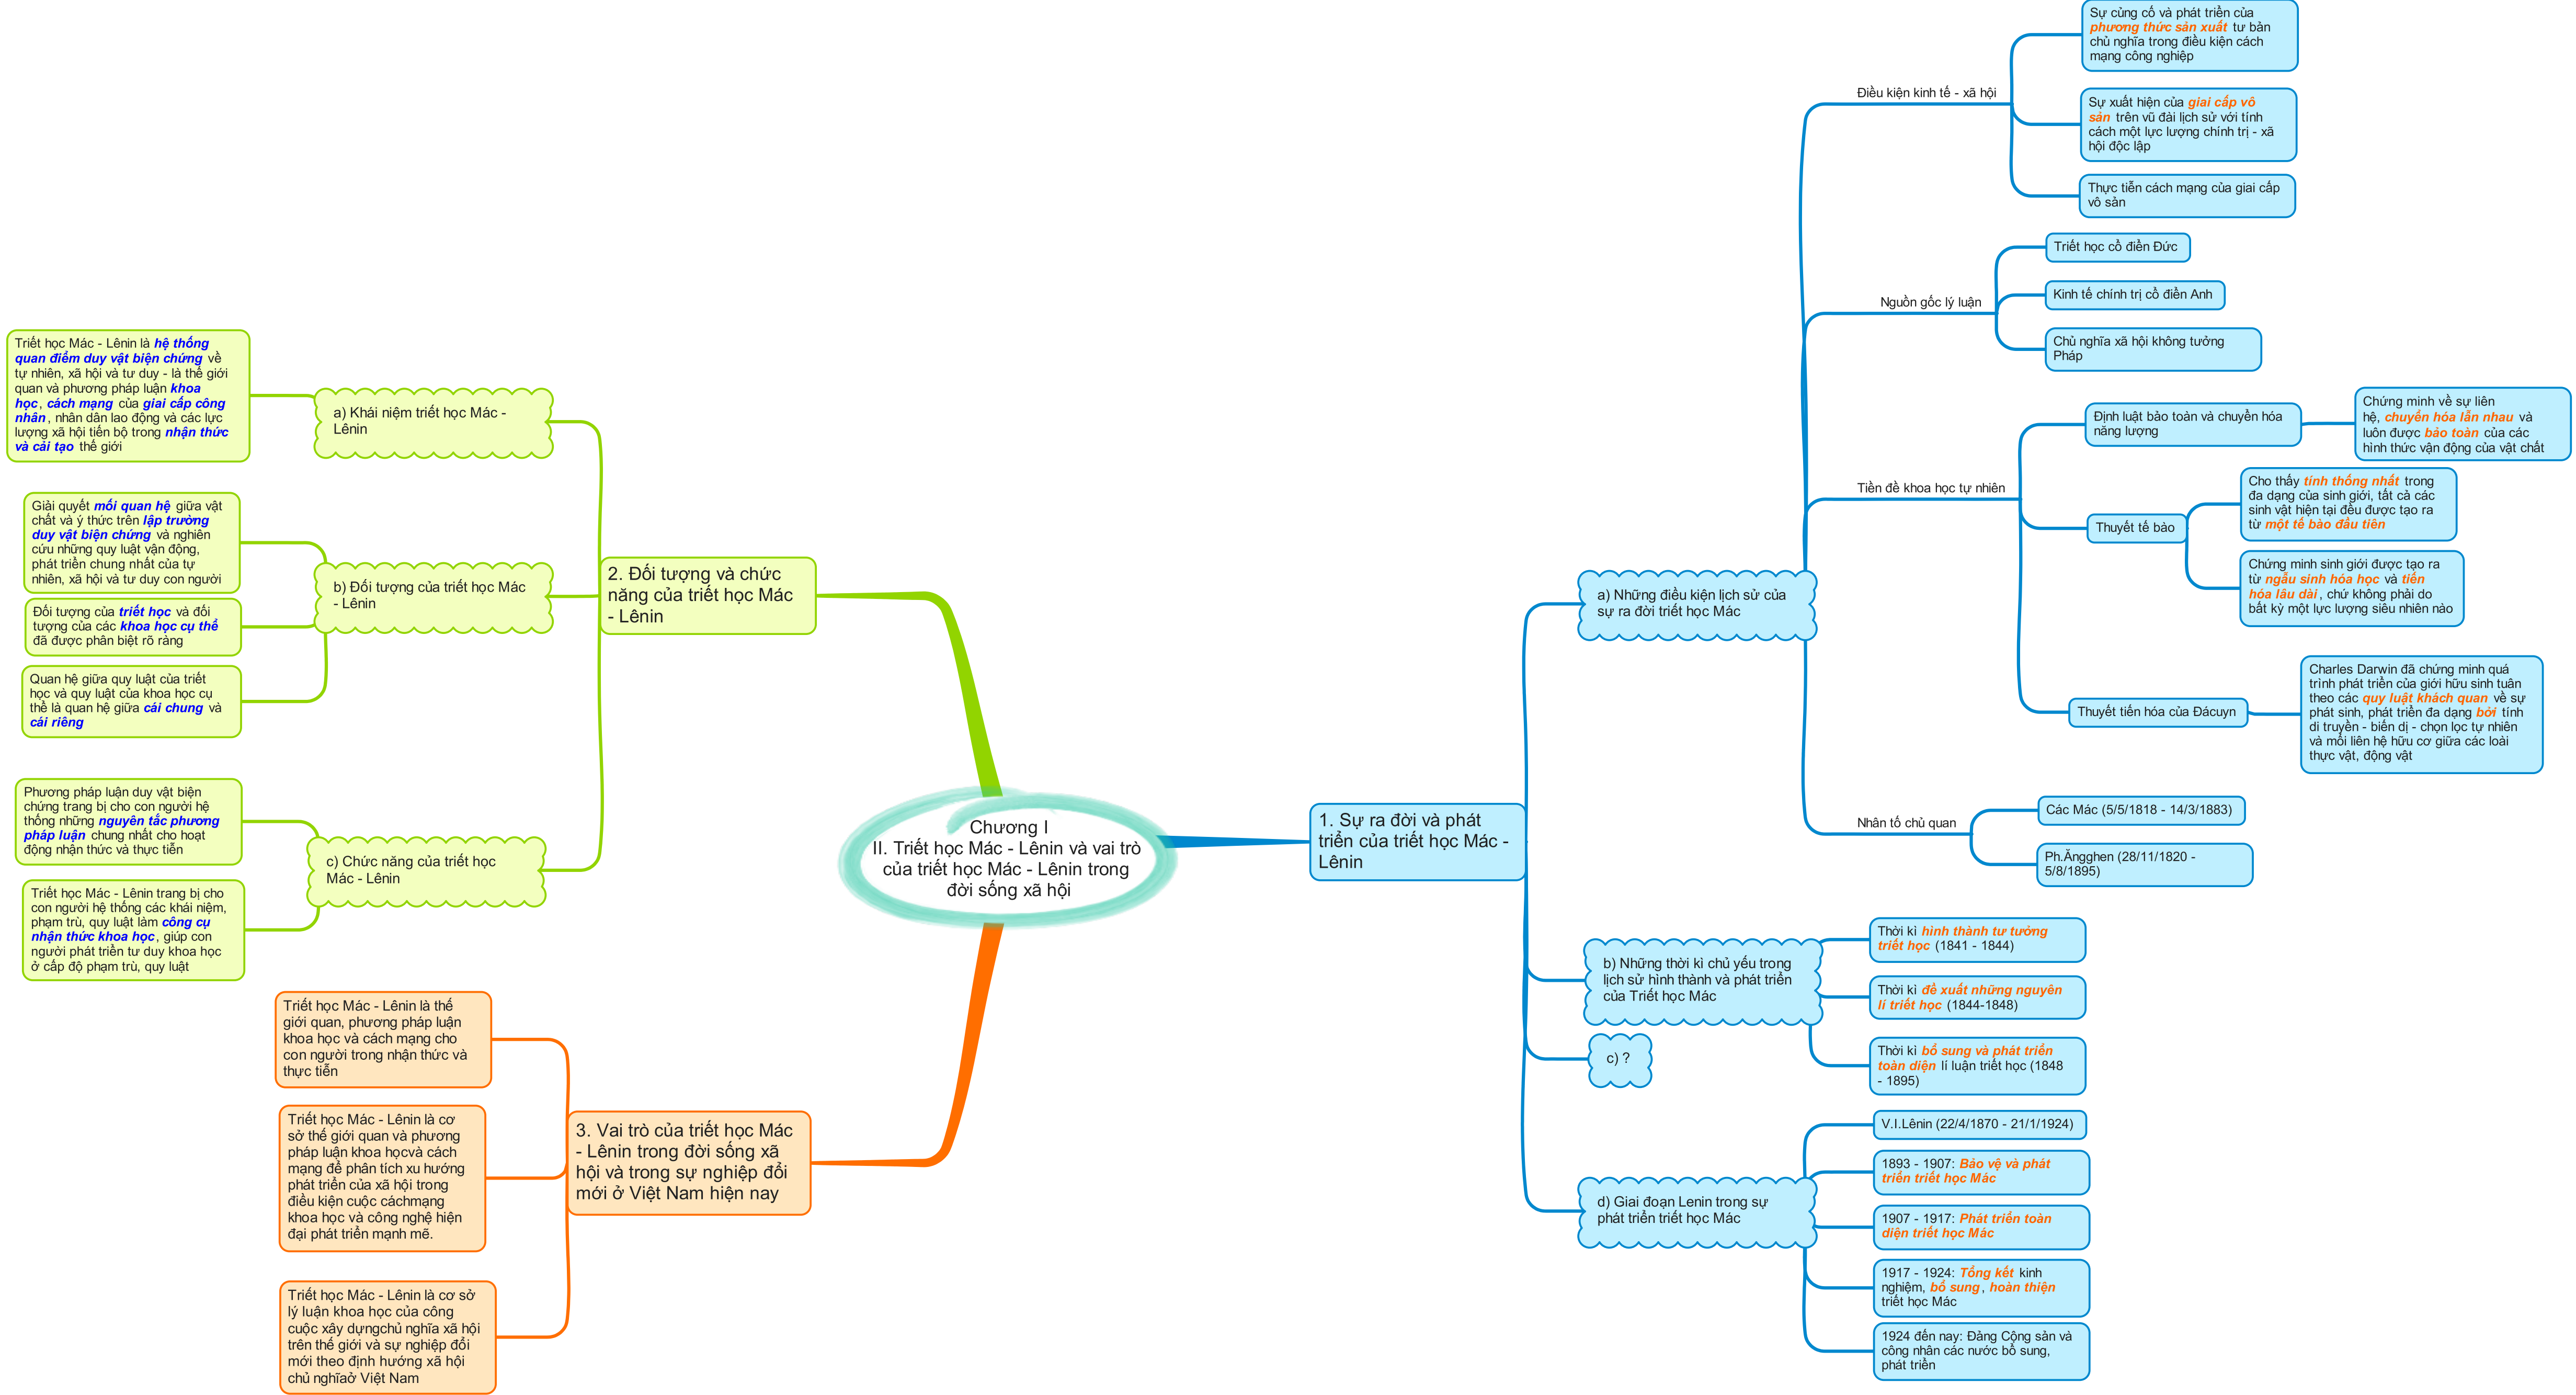 Chương I
II. Triết học Mác - Lênin và vai trò
của triết học Mác - Lênin trong
đời sống xã hội
1. Sự ra đời và phát
triển của triết học Mác -
Lênin
a) Những điều kiện lịch sử của
sự ra đời triết học Mác
Điều kiện kinh tế - xã hội
Sự củng cố và phát triển của
phương thức sản xuất tư bản
chủ nghĩa trong điều kiện cách
mạng công nghiệp
Sự xuất hiện của giai cấp vô
sản trên vũ đài lịch sử với tính
cách một lực lượng chính trị - xã
hội độc lập
Thực tiễn cách mạng của giai cấp
vô sản
Nguồn gốc lý luận
Triết học cổ điển Đức
Kinh tế chính trị cổ điển Anh
Chủ nghĩa xã hội không tưởng
Pháp
Tiền đề khoa học tự nhiên
Định luật bảo toàn và chuyển hóa
năng lượng
Chứng minh về sự liên
hệ, chuyển hóa lẫn nhau và
luôn được bảo toàn của các
hình thức vận động của vật chất
Thuyết tế bào
Cho thấy tính thống nhất trong
đa dạng của sinh giới, tất cả các
sinh vật hiện tại đều được tạo ra
từ một tế bào đầu tiên
Chứng minh sinh giới được tạo ra
từ ngẫu sinh hóa học và tiến
hóa lâu dài, chứ không phải do
bất kỳ một lực lượng siêu nhiên nào
Thuyết tiến hóa của Đácuyn
Charles Darwin đã chứng minh quá
trình phát triển của giới hữu sinh tuân
theo các quy luật khách quan về sự
phát sinh, phát triển đa dạng bởi tính
di truyền - biến dị - chọn lọc tự nhiên
và mối liên hệ hữu cơ giữa các loài
thực vật, động vật
Nhân tố chủ quan
Các Mác (5/5/1818 - 14/3/1883)
Ph.Ăngghen (28/11/1820 -
5/8/1895)
b) Những thời kì chủ yếu trong
lịch sử hình thành và phát triển
của Triết học Mác
Thời kì hình thành tư tưởng
triết học (1841 - 1844)
Thời kì đề xuất những nguyên
lí triết học (1844-1848)
Thời kì bổ sung và phát triển
toàn diện lí luận triết học (1848
- 1895)
c) ?
d) Giai đoạn Lenin trong sự
phát triển triết học Mác
V.I.Lênin (22/4/1870 - 21/1/1924)
1893 - 1907: Bảo vệ và phát
triển triết học Mác
1907 - 1917: Phát triển toàn
diện triết học Mác
1917 - 1924: Tổng kết kinh
nghiệm, bổ sung, hoàn thiện
triết học Mác
1924 đến nay: Đảng Cộng sản và
công nhân các nước bổ sung,
phát triển
2. Đối tượng và chức
năng của triết học Mác
- Lênin
a) Khái niệm triết học Mác -
Lênin
Triết học Mác - Lênin là hệ thống
quan điểm duy vật biện chứng về
tự nhiên, xã hội và tư duy - là thế giới
quan và phương pháp luận khoa
học, cách mạng của giai cấp công
nhân, nhân dân lao động và các lực
lượng xã hội tiến bộ trong nhận thức
và cải tạo thế giới
b) Đối tượng của triết học Mác
- Lênin
Giải quyết mối quan hệ giữa vật
chất và ý thức trên lập trường
duy vật biện chứng và nghiên
cứu những quy luật vận động,
phát triển chung nhất của tự
nhiên, xã hội và tư duy con người
Đối tượng của triết học và đối
tượng của các khoa học cụ thể
đã được phân biệt rõ ràng
Quan hệ giữa quy luật của triết
học và quy luật của khoa học cụ
thể là quan hệ giữa cái chung và
cái riêng
c) Chức năng của triết học
Mác - Lênin
Phương pháp luận duy vật biện
chứng trang bị cho con người hệ
thống những nguyên tắc phương
pháp luận chung nhất cho hoạt
động nhận thức và thực tiễn
Triết học Mác - Lênin trang bị cho
con người hệ thống các khái niệm,
phạm trù, quy luật làm công cụ
nhận thức khoa học, giúp con
người phát triển tư duy khoa học
ở cấp độ phạm trù, quy luật
3. Vai trò của triết học Mác
- Lênin trong đời sống xã
hội và trong sự nghiệp đổi
mới ở Việt Nam hiện nay
Triết học Mác - Lênin là thế
giới quan, phương pháp luận
khoa học và cách mạng cho
con người trong nhận thức và
thực tiễn
Triết học Mác - Lênin là cơ
sở thế giới quan và phương
pháp luận khoa họcvà cách
mạng để phân tích xu hướng
phát triển của xã hội trong
điều kiện cuộc cáchmạng
khoa học và công nghệ hiện
đại phát triển mạnh mẽ.
Triết học Mác - Lênin là cơ sở
lý luận khoa học của công
cuộc xây dựngchủ nghĩa xã hội
trên thế giới và sự nghiệp đổi
mới theo định hướng xã hội
chủ nghĩaở Việt Nam